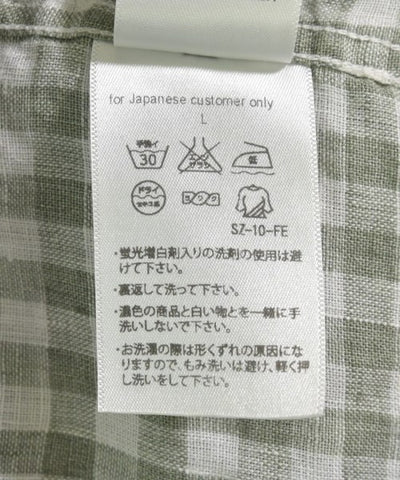 for Japanese customer only
L
手洗イ
30
エンソ
サラシ
低
ドライ
セキユ系
SZ-10-FE
・蛍光増白剤入りの洗剤の使用は避
けて下さい。
・裏返して洗って下さい。
・濃色の商品と白い物とを一緒に手
洗いしないで下さい。
・お洗濯の際は形くずれの原因にな
りますので、もみ洗いは避け、軽く押
し洗いをして下さい。